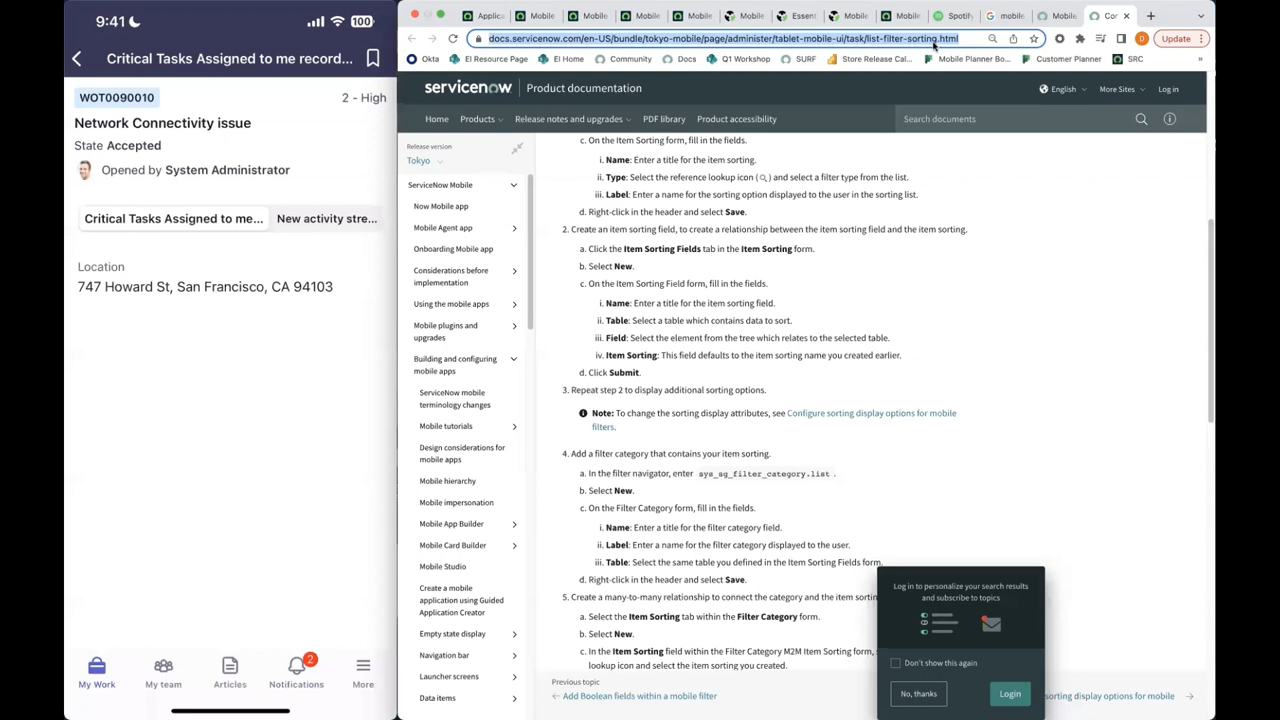 9:41
100
Critical Tasks Assigned to me record...
WOT0090010
2 - High
Network Connectivity issue
State Accepted
Opened by System Administrator
Critical Tasks Assigned to me...
New activity stre...
Location
747 Howard St, San Francisco, CA 94103
My Work
My team
Articles
2
Notifications
More
Applica
Mobile
Mobile
Mobile
Mobile
Mobile
Essent
Mobile
Mobile
Spotify
mobile
Mobile
Con
docs.servicenow.com/en-US/bundle/tokyo-mobile/page/administer/tablet-mobile-ui/task/list-filter-sorting.html
D
Update
Okta
EI Resource Page
EI Home
Community
Docs
Q1 Workshop
SURF
Store Release Cal...
Mobile Planner Bo...
Customer Planner
SRC
»
servicenow
Product documentation
English
More Sites
Log in
Home
Products
Release notes and upgrades
PDF library
Product accessibility
Search documents
Release version
Tokyo
ServiceNow Mobile
Now Mobile app
Mobile Agent app
Onboarding Mobile app
Considerations before
implementation
Using the mobile apps
Mobile plugins and
upgrades
Building and configuring
mobile apps
ServiceNow mobile
terminology changes
Mobile tutorials
Design considerations for
mobile apps
Mobile hierarchy
Mobile impersonation
Mobile App Builder
Mobile Card Builder
Mobile Studio
Create a mobile
application using Guided
Application Creator
Empty state display
Navigation bar
Launcher screens
Data items
c. On the Item Sorting form, fill in the fields.
i. Name: Enter a title for the item sorting.
ii. Type: Select the reference lookup icon ( ) and select a filter type from the list.
iii. Label: Enter a name for the sorting option displayed to the user in the sorting list.
d. Right-click in the header and select Save.
2. Create an item sorting field, to create a relationship between the item sorting field and the item sorting.
a. Click the Item Sorting Fields tab in the Item Sorting form.
b. Select New.
c. On the Item Sorting Field form, fill in the fields.
i. Name: Enter a title for the item sorting field.
ii. Table: Select a table which contains data to sort.
iii. Field: Select the element from the tree which relates to the selected table.
iv. Item Sorting: This field defaults to the item sorting name you created earlier.
d. Click Submit.
3. Repeat step 2 to display additional sorting options.
Note: To change the sorting display attributes, see Configure sorting display options for mobile
filters.
4. Add a filter category that contains your item sorting.
a. In the filter navigator, enter sys_sg_filter_category.list .
b. Select New.
c. On the Filter Category form, fill in the fields.
i. Name: Enter a title for the filter category field.
ii. Label: Enter a name for the filter category displayed to the user.
iii. Table: Select the same table you defined in the Item Sorting Fields form.
d. Right-click in the header and select Save.
5. Create a many-to-many relationship to connect the category and the item sortin
a. Select the Item Sorting tab within the Filter Category form.
b. Select New.
c. In the Item Sorting field within the Filter Category M2M Item Sorting form,
lookup icon and select the item sorting you created.
Previous topic
Add Boolean fields within a mobile filter
sorting display options for mobile
Log in to personalize your search results
and subscribe to topics
Don't show this again
No, thanks
Login